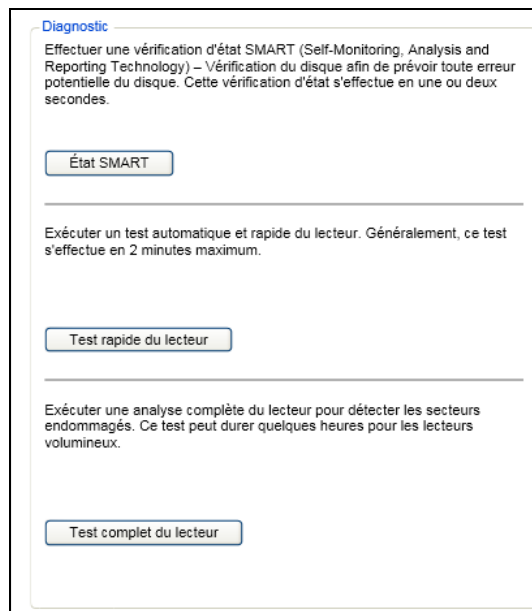 Diagnostic
Effectuer une vérification d'état SMART (Self-Monitoring, Analysis and
Reporting Technology) – Vérification du disque afin de prévoir toute erreur
potentielle du disque. Cette vérification d'état s'effectue en une ou deux
secondes.
État SMART
Exécuter un test automatique et rapide du lecteur. Généralement, ce test
s'effectue en 2 minutes maximum.
Test rapide du lecteur
Exécuter une analyse complète du lecteur pour détecter les secteurs
endommagés. Ce test peut durer quelques heures pour les lecteurs
volumineux.
Test complet du lecteur